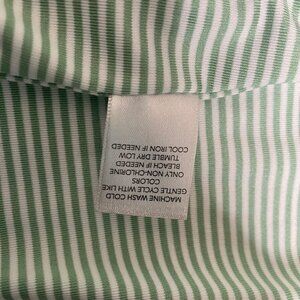 MACHINE WASH COLD
GENTLE CYCLE WITH LIKE
COLORS
ONLY NON-CHLORINE
BLEACH IF NEEDED
TUMBLE DRY LOW
COOL IRON IF NEEDED